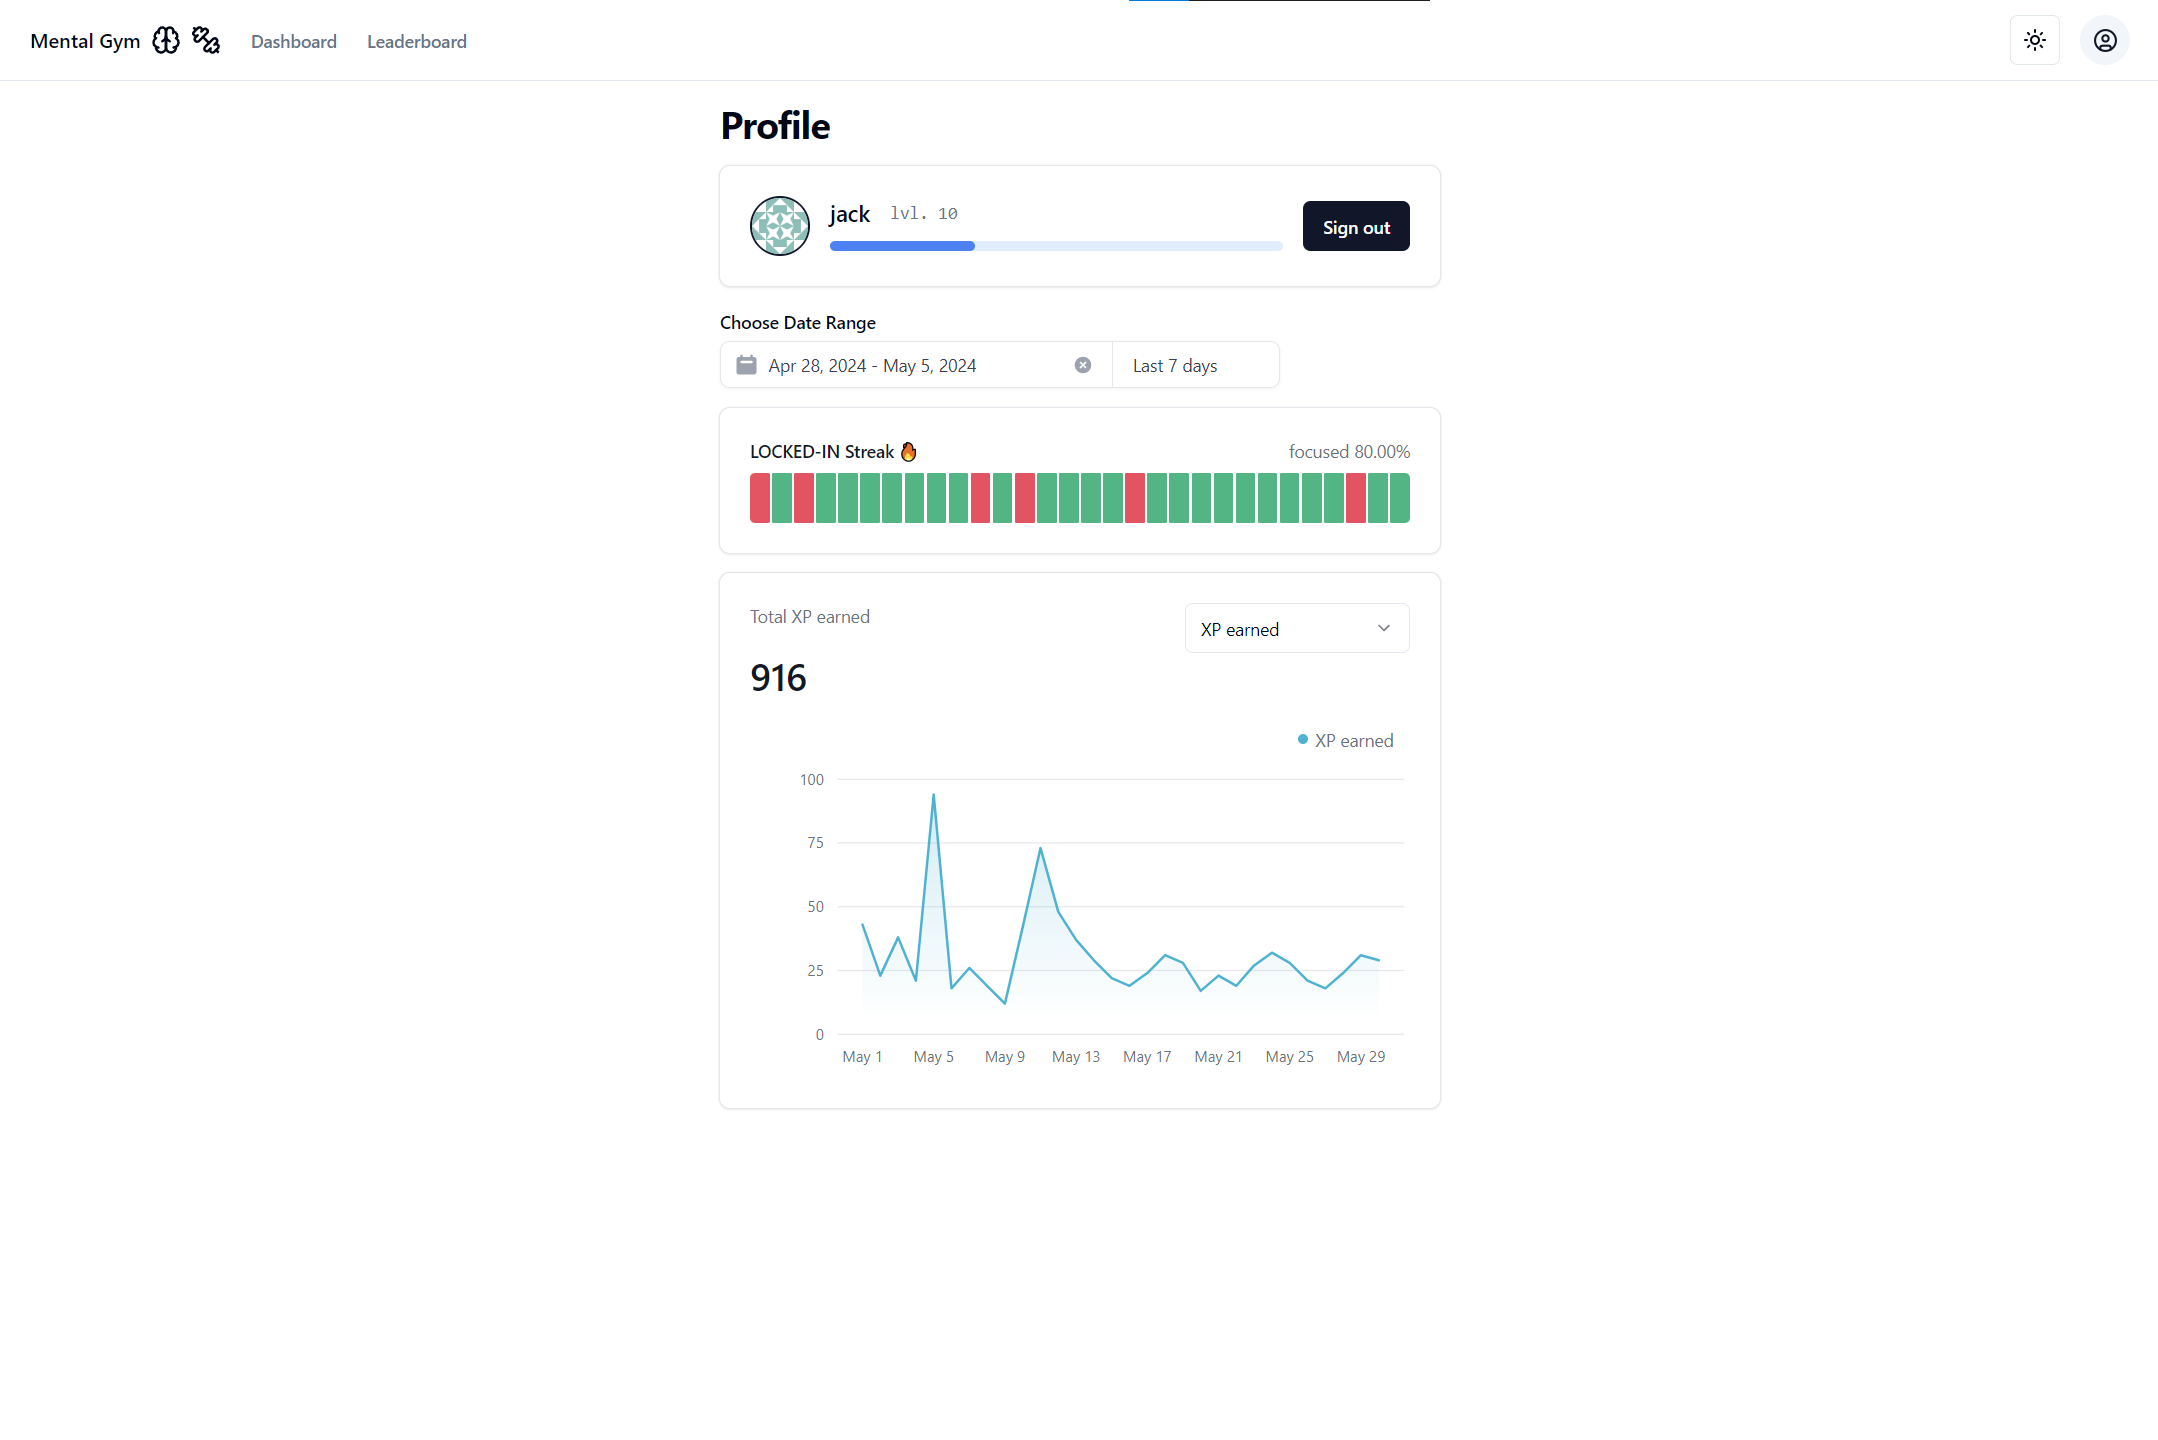 Mental Gym Dashboard Leaderboard
Profile
jack lvl. 10
Sign out
Choose Date Range
Apr 28, 2024 - May 5, 2024 Last 7 days
LOCKED-IN Streak 🔥 focused 80.00%
Total XP earned
XP earned
916
XP earned
100
75
50
25
0
May 1 May 5 May 9 May 13 May 17 May 21 May 25 May 29